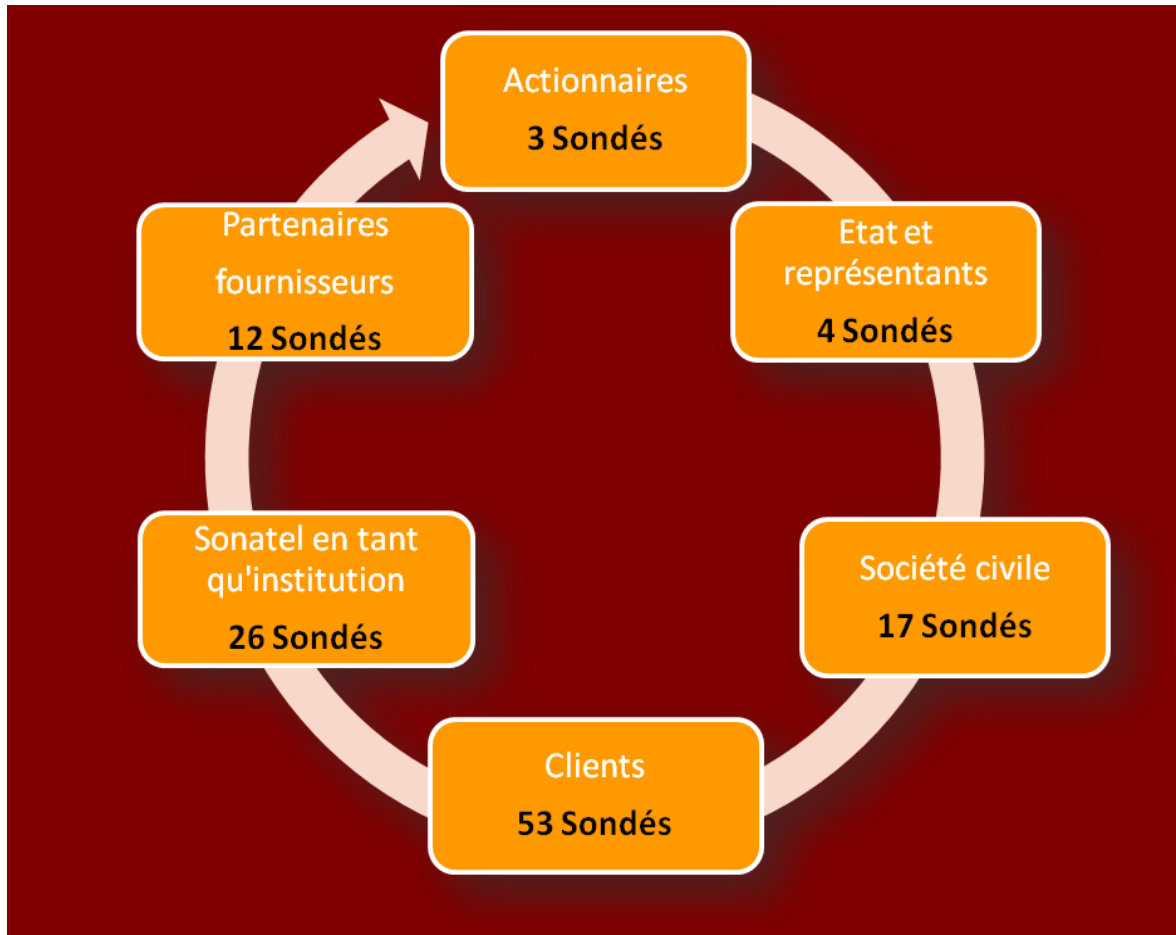 Actionnaires
3 Sondés
Etat et
représentants
4 Sondés
Société civile
17 Sondés
Clients
53 Sondés
Sonatel en tant
qu'institution
26 Sondés
Partenaires
fournisseurs
12 Sondés